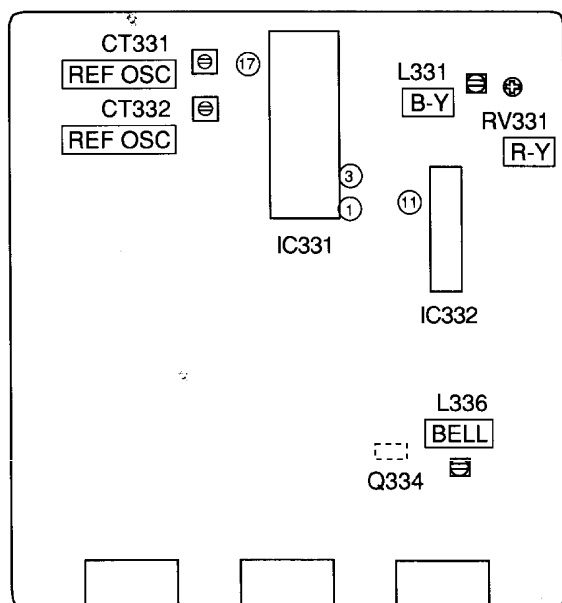 CT331
REF OSC
CT332
REF OSC
17
3
1
IC331
L331
B-Y
RV331
R-Y
11
IC332
L336
BELL
Q334